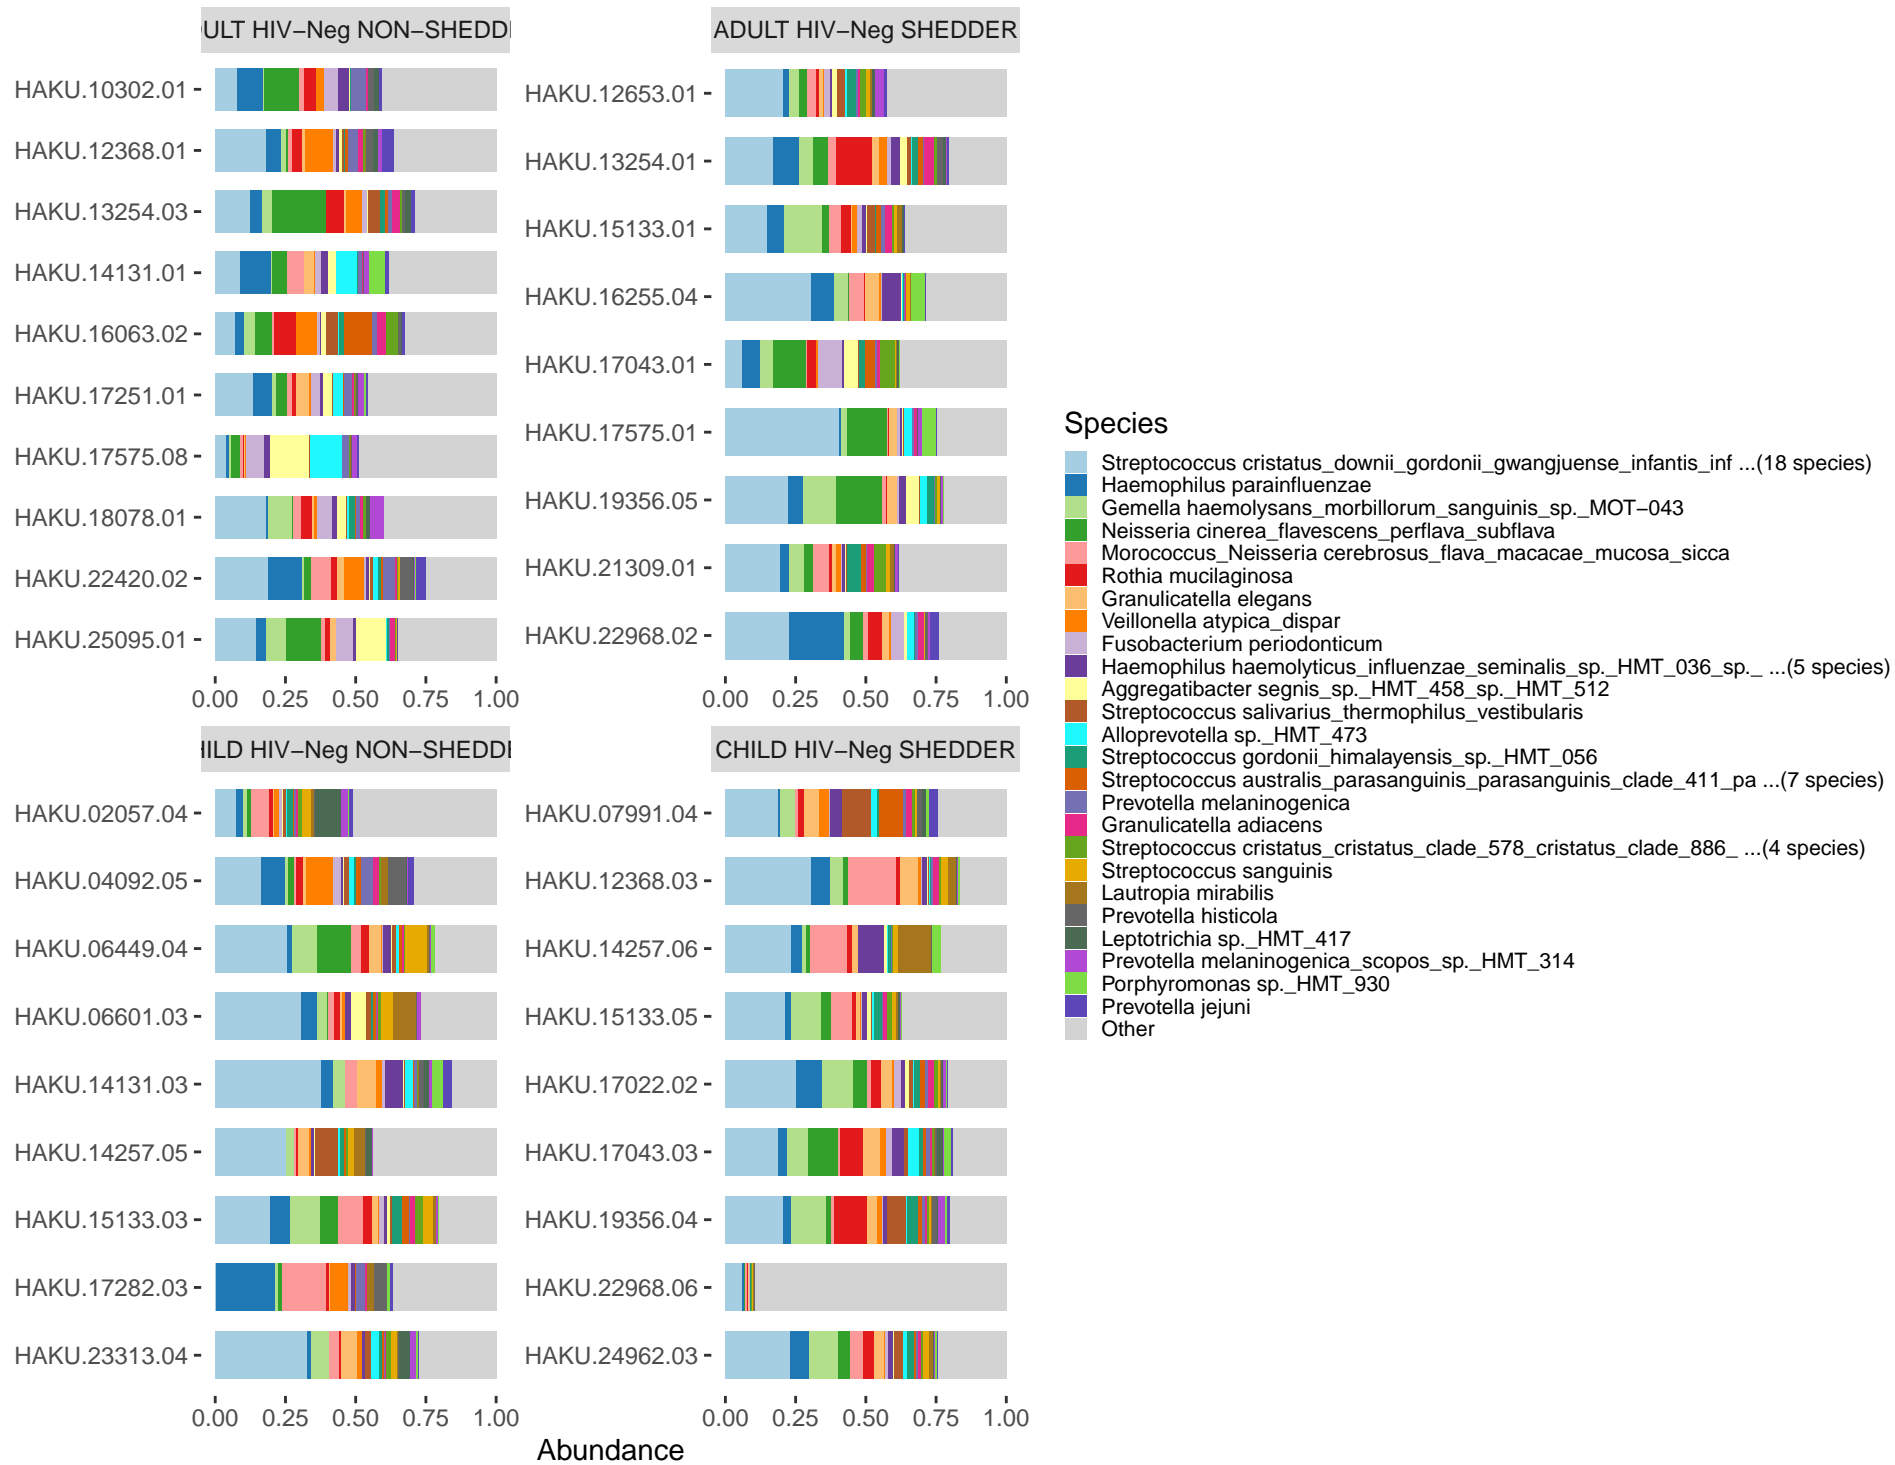 ULT HIV−Neg NON−SHEDD
ADULT HIV−Neg SHEDDER
HAKU.10302.01
HAKU.12368.01
HAKU.13254.03
HAKU.14131.01
HAKU.16063.02
HAKU.17251.01
HAKU.17575.08
HAKU.18078.01
HAKU.22420.02
HAKU.25095.01
0.00 0.25 0.50 0.75 1.00
HAKU.12653.01
HAKU.13254.01
HAKU.15133.01
HAKU.16255.04
HAKU.17043.01
HAKU.17575.01
HAKU.19356.05
HAKU.21309.01
HAKU.22968.02
0.00 0.25 0.50 0.75 1.00
HILD HIV−Neg NON−SHEDD
CHILD HIV−Neg SHEDDER
HAKU.02057.04
HAKU.04092.05
HAKU.06449.04
HAKU.06601.03
HAKU.14131.03
HAKU.14257.05
HAKU.15133.03
HAKU.17282.03
HAKU.23313.04
0.00 0.25 0.50 0.75 1.00
HAKU.07991.04
HAKU.12368.03
HAKU.14257.06
HAKU.15133.05
HAKU.17022.02
HAKU.17043.03
HAKU.19356.04
HAKU.22968.06
HAKU.24962.03
0.00 0.25 0.50 0.75 1.00
Abundance
Species
Streptococcus cristatus_downii_gordonii_gwangjuense_infantis_inf ...(18 species)
Haemophilus parainfluenzae
Gemella haemolysans_morbillorum_sanguinis_sp._MOT−043
Neisseria cinerea_flavescens_perflava_subflava
Morococcus_Neisseria cerebrosus_flava_macacae_mucosa_sicca
Rothia mucilaginosa
Granulicatella elegans
Veillonella atypica_dispar
Fusobacterium periodonticum
Haemophilus haemolyticus_influenzae_seminalis_sp._HMT_036_sp._ ...(5 species)
Aggregatibacter segnis_sp._HMT_458_sp._HMT_512
Streptococcus salivarius_thermophilus_vestibularis
Alloprevotella sp._HMT_473
Streptococcus gordonii_himalayensis_sp._HMT_056
Streptococcus australis_parasanguinis_parasanguinis_clade_411_pa ...(7 species)
Prevotella melaninogenica
Granulicatella adiacens
Streptococcus cristatus_cristatus_clade_578_cristatus_clade_886_ ...(4 species)
Streptococcus sanguinis
Lautropia mirabilis
Prevotella histicola
Leptotrichia sp._HMT_417
Prevotella melaninogenica_scopos_sp._HMT_314
Porphyromonas sp._HMT_930
Prevotella jejuni
Other